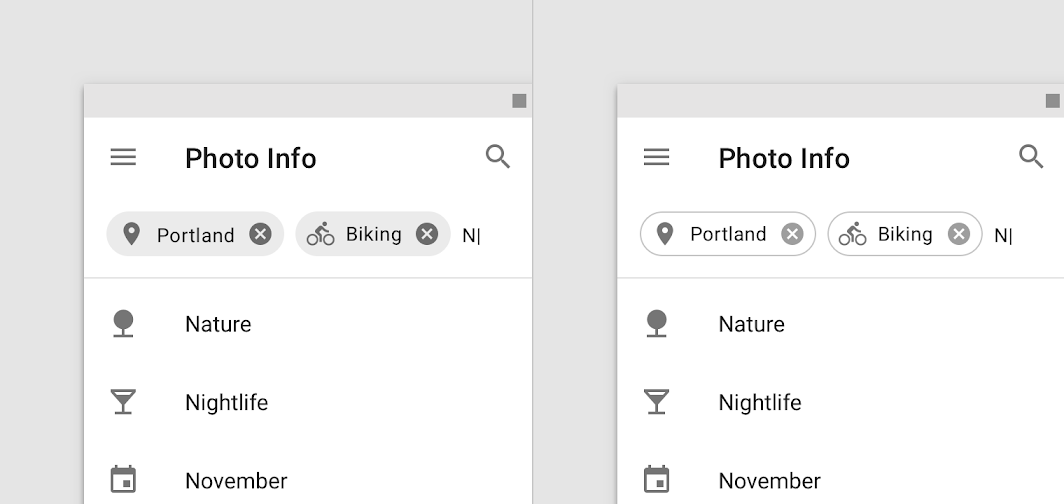 Photo Info
Portland Biking N
Nature
Nightlife
November
Photo Info
Portland Biking N
Nature
Nightlife
November